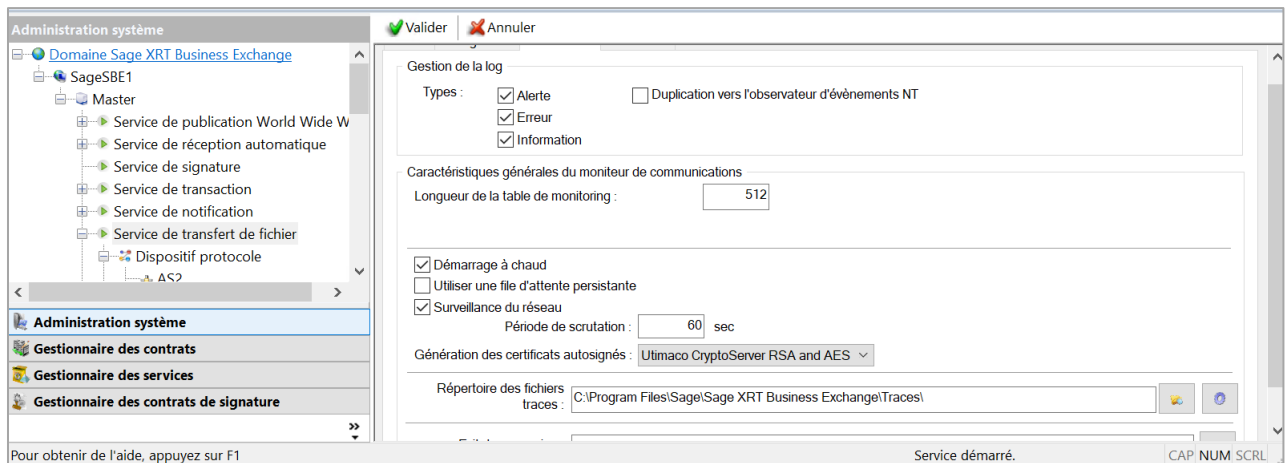 Administration système
Valider
Annuler
Domaine Sage XRT Business Exchange
SageSBE1
Master
Service de publication World Wide W
Service de réception automatique
Service de signature
Service de transaction
Service de notification
Service de transfert de fichier
Dispositif protocole
AS2
Administration système
Gestionnaire des contrats
Gestionnaire des services
Gestionnaire des contrats de signature
Gestion de la log
Types : Alerte Duplication vers l'observateur d'évènements NT
Erreur
Information
Caractéristiques générales du moniteur de communications
Longueur de la table de monitoring : 512
Démarrage à chaud
Utiliser une file d'attente persistante
Surveillance du réseau
Période de scrutation : 60 sec
Génération des certificats autosignés : Utimaco CryptoServer RSA and AES
Répertoire des fichiers
traces : C:\Program Files\Sage\Sage XRT Business Exchange\Traces\
Pour obtenir de l'aide, appuyez sur F1
Service démarré.
CAP NUM SCRL